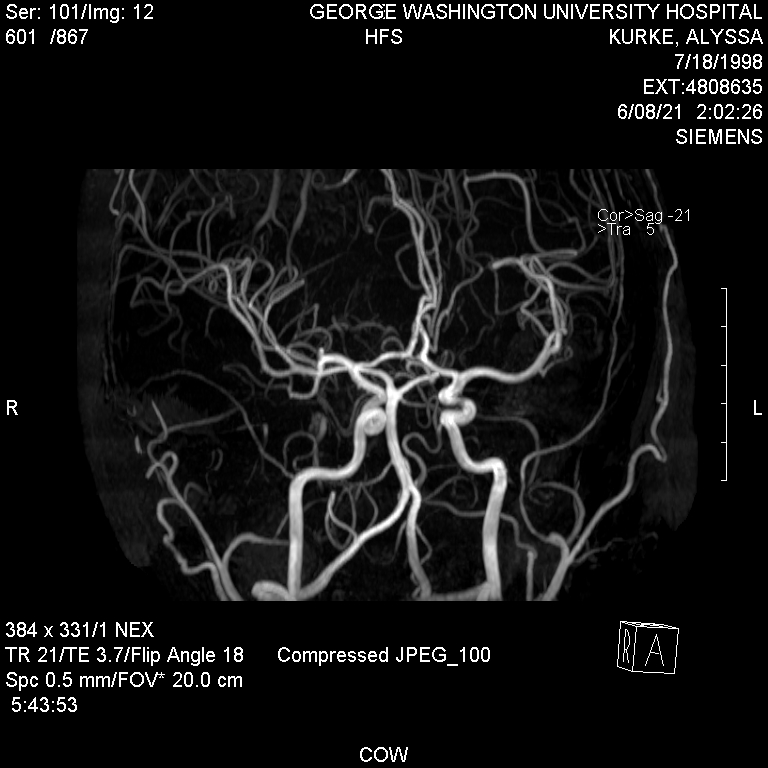 Ser: 101/Img: 12
601 /867
HFS
GEORGE WASHINGTON UNIVERSITY HOSPITAL
KURKE, ALYSSA
7/18/1998
EXT:4808635
6/08/21 2:02:26
SIEMENS
Cor>Sag -21
>Tra 5
R
L
384 x 331/1 NEX
TR 21/TE 3.7/Flip Angle 18
Compressed JPEG_100
Spc 0.5 mm/FOV* 20.0 cm
5:43:53
R A
COW